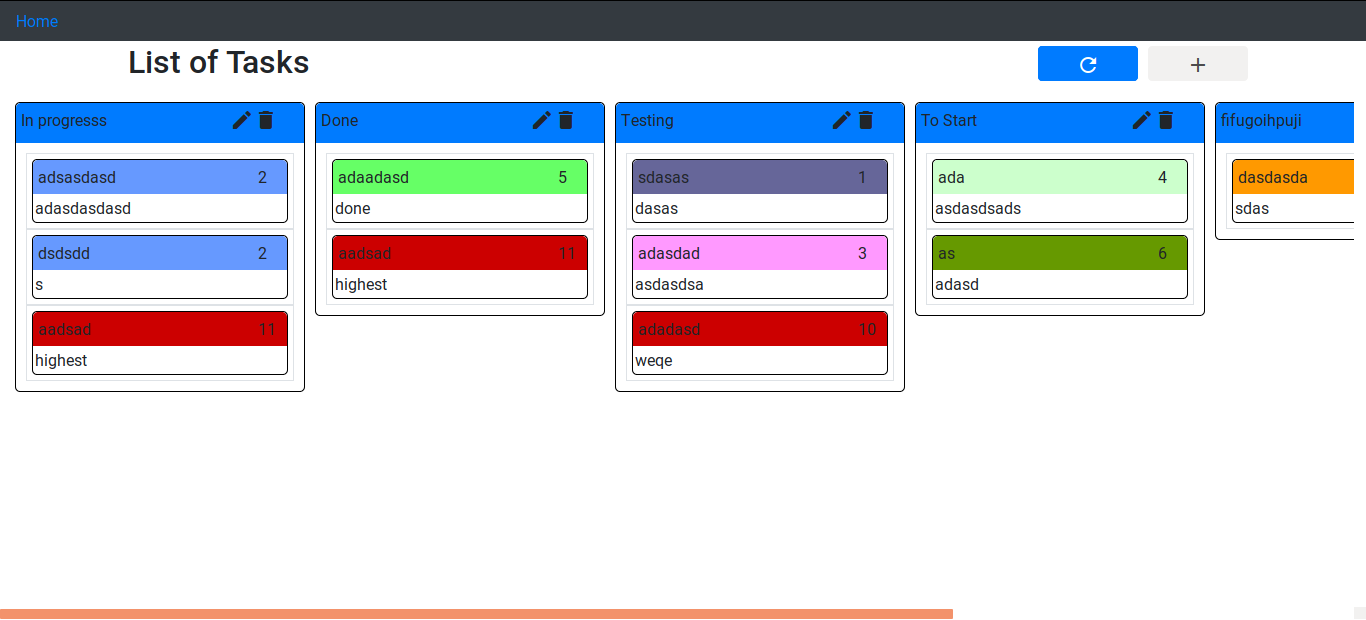 Home
List of Tasks
In progresss
adsasdasd 2
adasdasdasd
dsdsdd 2
s
aadsad 11
highest
Done
adaadasd 5
done
aadsad 11
highest
Testing
sdasas 1
dasas
adasdad 3
asdasdsa
adadasd 10
weqe
To Start
ada 4
asdasdsads
as 6
adasd
fifugoihpuji
dasdasda
sdas